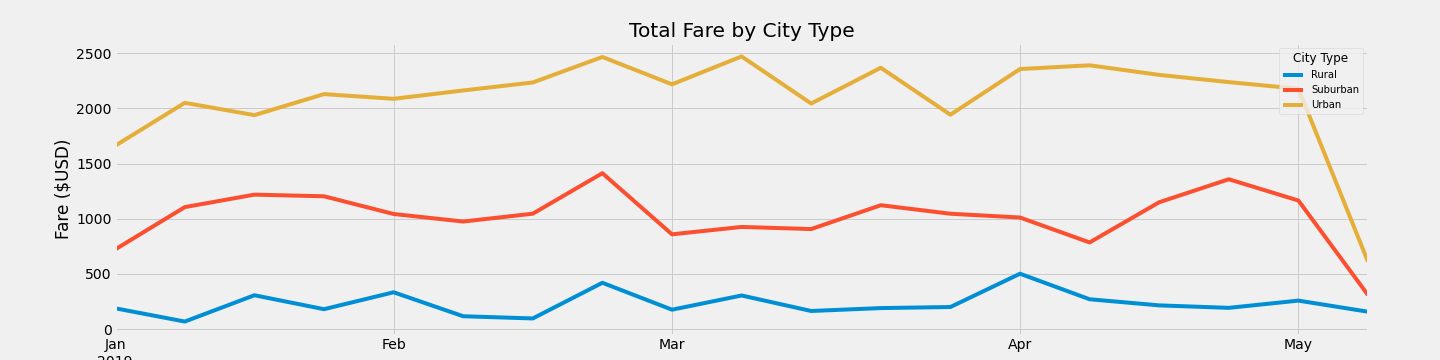 Total Fare by City Type
Fare ($USD)
2500
2000
1500
1000
500
0
Jan
2019
Feb
Mar
Apr
May
City Type
Rural
Suburban
Urban